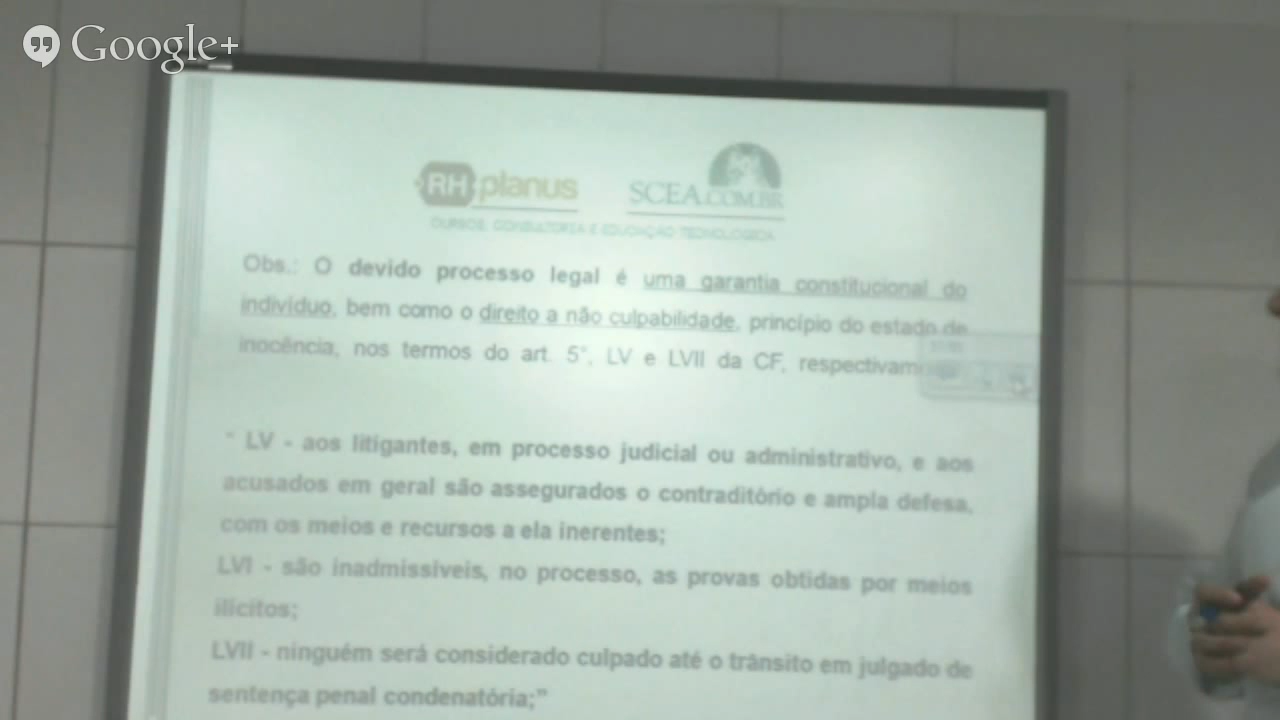 Google+
RH planus
SCEA.COM.BR
CURSOS, CONSULTORIA E EDUCAÇÃO TECNOLOGICA
Obs.: O devido processo legal é uma garantia constitucional do
indivíduo, bem como o direito a não culpabilidade, princípio do estado de
inocência, nos termos do art. 5°, LV e LVII da CF,
" LV - aos litigantes, em processo judicial ou administrativo, e aos
acusados em geral são assegurados o contraditório e ampla defesa,
com os meios e recursos a ela inerentes;
LVI - são inadmissíveis, no processo, as provas obtidas por meios
ilícitos;
LVII - ninguém será considerado culpado até o trânsito em julgado de
sentença penal condenatória;"